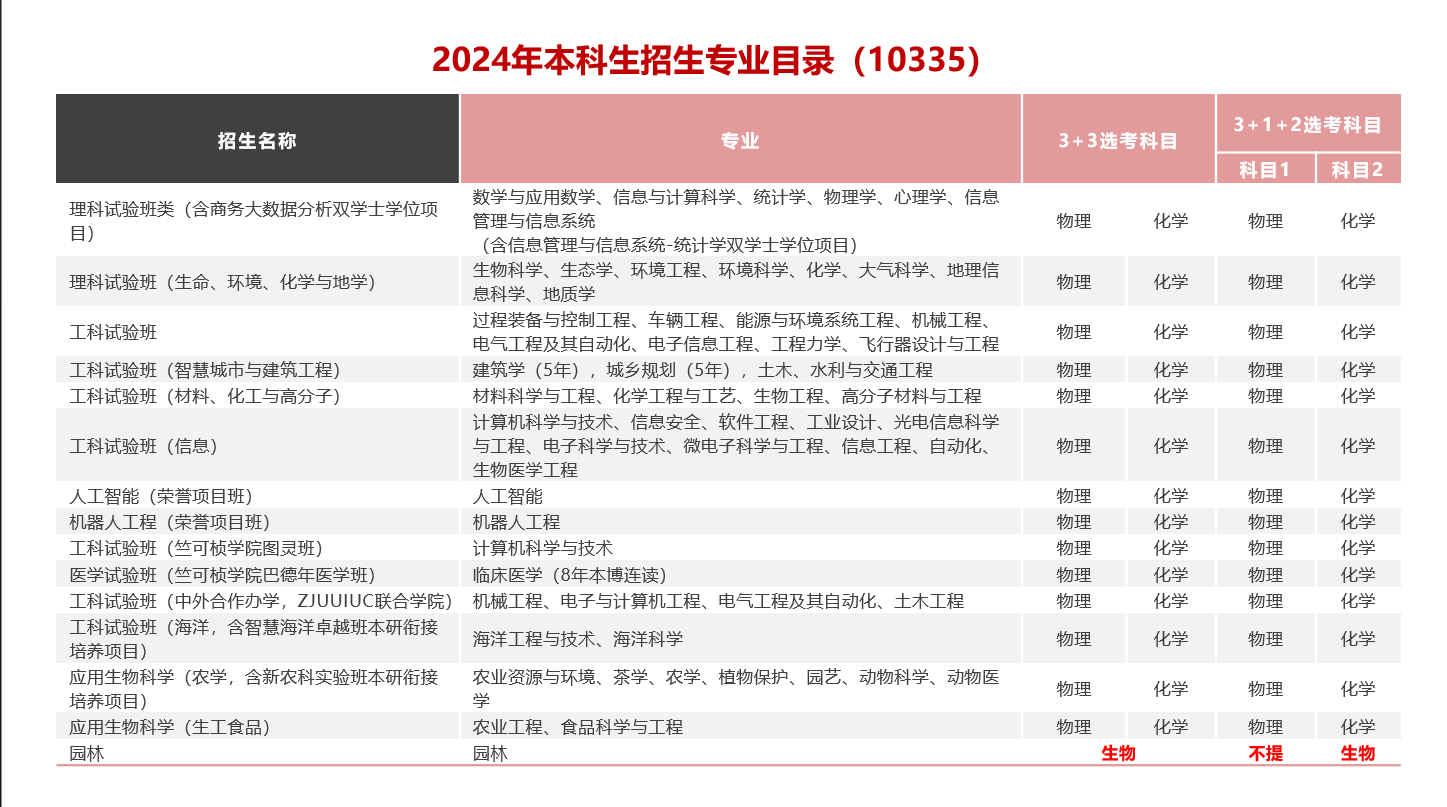 2024年本科生招生专业目录（10335）
招生名称 专业 3+3选考科目 3+1+2选考科目
科目1 科目2
理科试验班类（含商务大数据分析双学士学位项
目）
数学与应用数学、信息与计算科学、统计学、物理学、心理学、信息
管理与信息系统
（含信息管理与信息系统-统计学双学士学位项目）
物理 化学 物理 化学
理科试验班（生命、环境、化学与地学）
生物科学、生态学、环境工程、环境科学、化学、大气科学、地理信
息科学、地质学
物理 化学 物理 化学
工科试验班
过程装备与控制工程、车辆工程、能源与环境系统工程、机械工程、
电气工程及其自动化、电子信息工程、工程力学、飞行器设计与工程
物理 化学 物理 化学
工科试验班（智慧城市与建筑工程） 建筑学（5年）, 城乡规划（5年）, 土木、水利与交通工程 物理 化学 物理 化学
工科试验班（材料、化工与高分子） 材料科学与工程、化学工程与工艺、生物工程、高分子材料与工程 物理 化学 物理 化学
工科试验班（信息）
计算机科学与技术、信息安全、软件工程、工业设计、光电信息科学
与工程、电子科学与技术、微电子科学与工程、信息工程、自动化、
生物医学工程
物理 化学 物理 化学
人工智能（荣誉项目班） 人工智能 物理 化学 物理 化学
机器人工程（荣誉项目班） 机器人工程 物理 化学 物理 化学
工科试验班（竺可桢学院图灵班） 计算机科学与技术 物理 化学 物理 化学
医学试验班（竺可桢学院巴德年医学班） 临床医学（8年本博连读） 物理 化学 物理 化学
工科试验班（中外合作办学，ZJUUIUC联合学院） 机械工程、电子与计算机工程、电气工程及其自动化、土木工程 物理 化学 物理 化学
工科试验班（海洋，含智慧海洋卓越班本研衔接
培养项目）
海洋工程与技术、海洋科学 物理 化学 物理 化学
应用生物科学（农学，含新农科实验班本研衔接
培养项目）
农业资源与环境、茶学、农学、植物保护、园艺、动物科学、动物医
学
物理 化学 物理 化学
应用生物科学（生工食品） 农业工程、食品科学与工程 物理 化学 物理 化学
园林 园林 生物 不提 生物